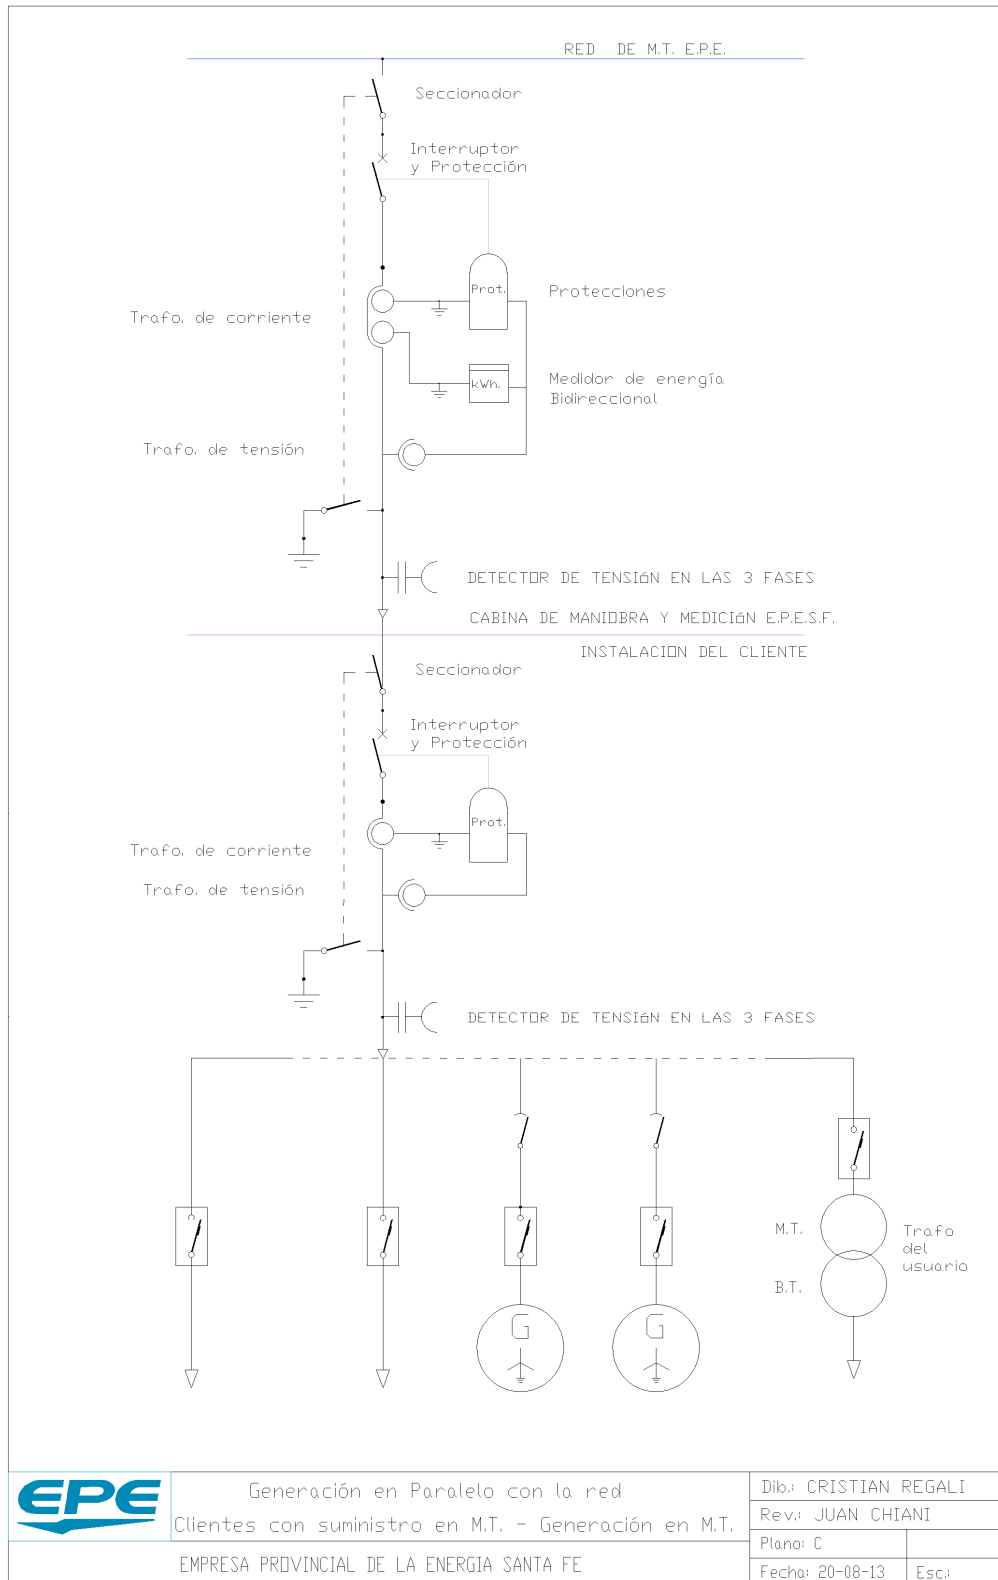 RED DE M.T. E.P.E.
Seccionador
Interruptor
y Protección
Prot.
Protecciones
Trafo. de corriente
kWh.
Medidor de energía
Bidireccional
Trafo. de tensión
DETECTOR DE TENSIóN EN LAS 3 FASES
CABINA DE MANIOBRA Y MEDICIóN E.P.E.S.F.
INSTALACION DEL CLIENTE
Seccionador
Interruptor
y Protección
Prot.
Trafo. de corriente
Trafo. de tensión
DETECTOR DE TENSIóN EN LAS 3 FASES
M.T.
Trafo
del
usuario
B.T.
G
G
EPE
Generación en Paralelo con la red
Clientes con suministro en M.T. - Generación en M.T.
EMPRESA PROVINCIAL DE LA ENERGIA SANTA FE
Dib.: CRISTIAN REGALI
Rev.: JUAN CHIANI
Plano: C
Fecha: 20-08-13
Esc.: